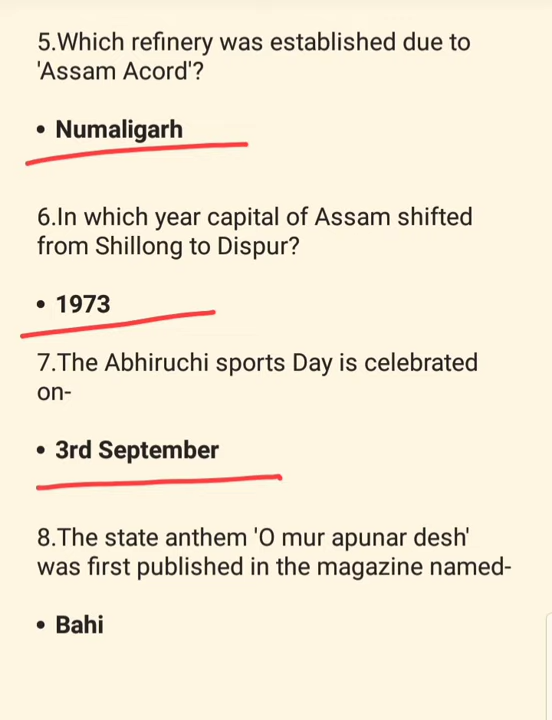 5.Which refinery was established due to
'Assam Acord'?
• Numaligarh
6.In which year capital of Assam shifted
from Shillong to Dispur?
• 1973
7.The Abhiruchi sports Day is celebrated
on-
• 3rd September
8.The state anthem 'O mur apunar desh'
was first published in the magazine named-
• Bahi